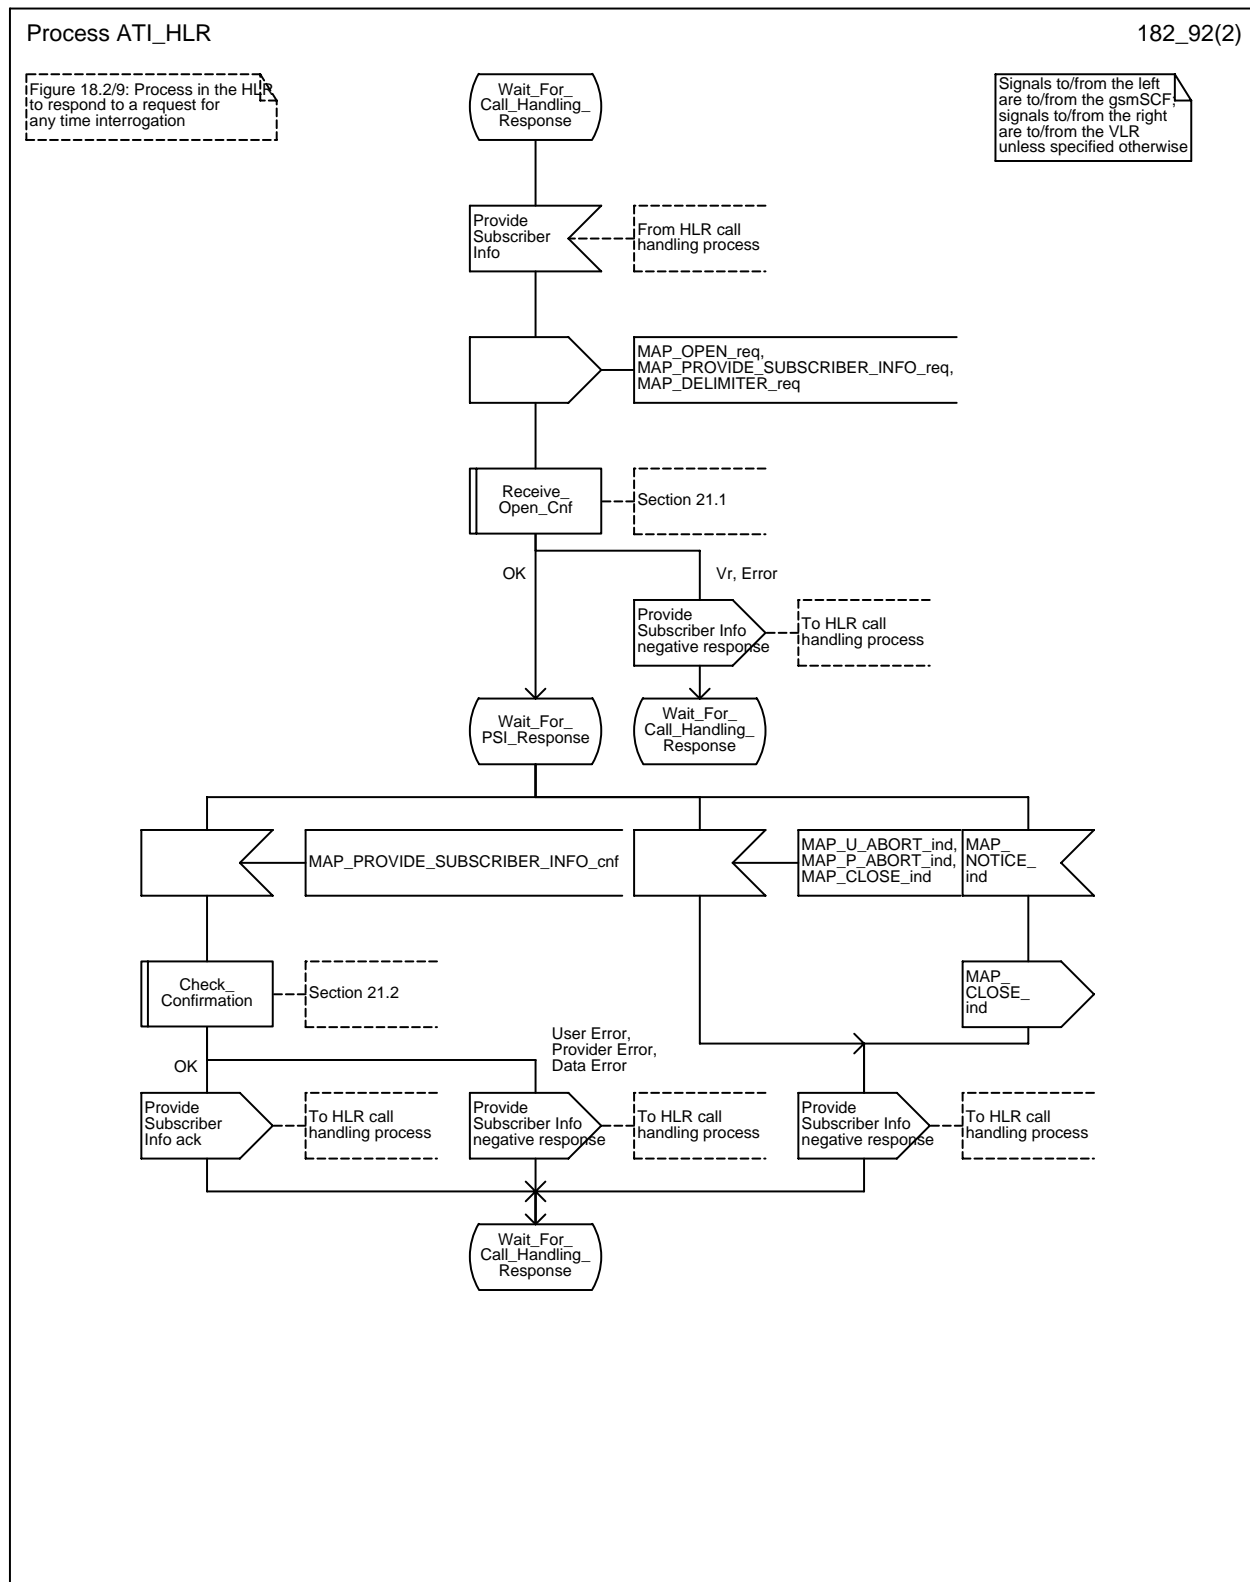 Process ATI_HLR
182_92(2)
Figure 18.2/9: Process in the HLR
to respond to a request for
any time interrogation
Wait_For_
Call_Handling_
Response
Signals to/from the left
are to/from the gsmSCF;
signals to/from the right
are to/from the VLR
unless specified otherwise
Provide
Subscriber
Info
From HLR call
handling process
MAP_OPEN_req,
MAP_PROVIDE_SUBSCRIBER_INFO_req,
MAP_DELIMITER_req
Receive_
Open_Cnf
Section 21.1
OK
Vr, Error
Provide
Subscriber Info
negative response
To HLR call
handling process
Wait_For_
PSI_Response
Wait_For_
Call_Handling_
Response
MAP_PROVIDE_SUBSCRIBER_INFO_cnf
MAP_U_ABORT_ind,
MAP_P_ABORT_ind,
MAP_CLOSE_ind
MAP_
NOTICE_
ind
Check_
Confirmation
Section 21.2
MAP_
CLOSE_
ind
User Error,
Provider Error,
Data Error
OK
Provide
Subscriber
Info ack
To HLR call
handling process
Provide
Subscriber Info
negative response
To HLR call
handling process
Provide
Subscriber Info
negative response
To HLR call
handling process
Wait_For_
Call_Handling_
Response